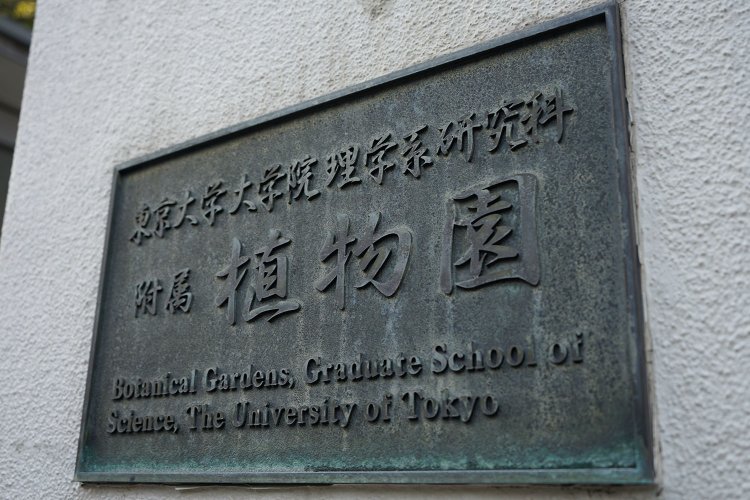 東京大学大学院理学系研究科
附属 植物園
Botanical Gardens, Graduate School of
Science, The University of Tokyo